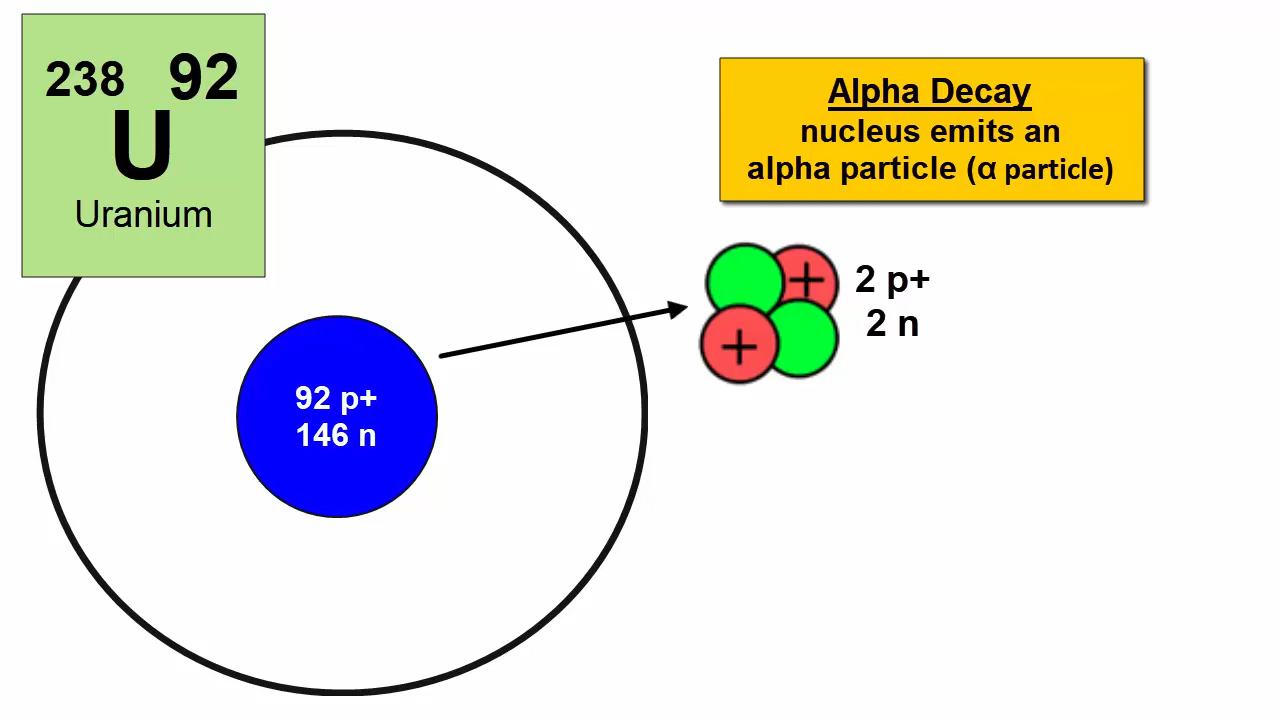 238 92
U
Uranium
Alpha Decay
nucleus emits an
alpha particle (α particle)
+ 2 p+
+ 2 n
92 p+
146 n